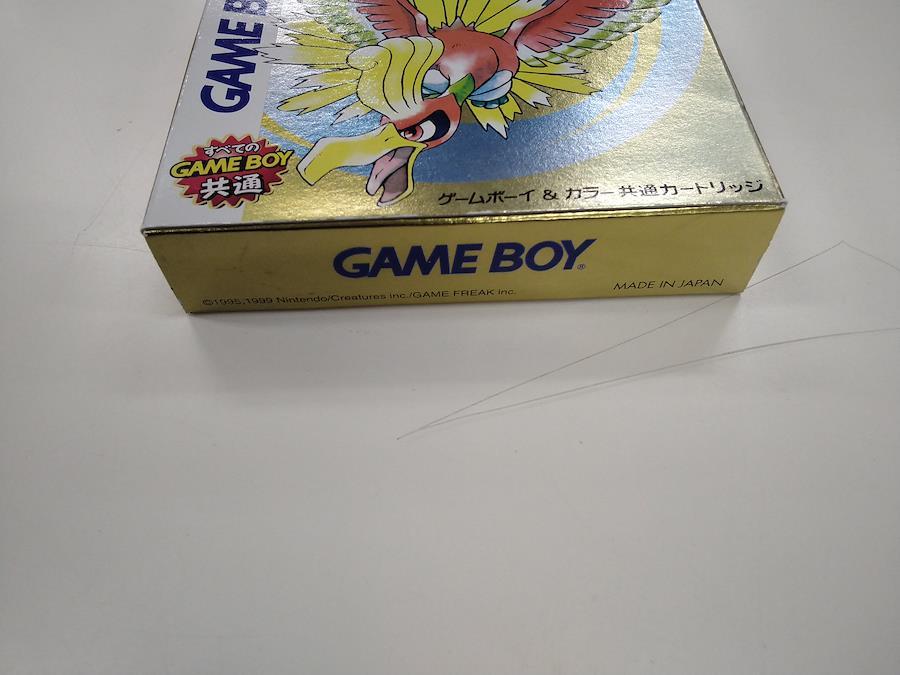 GAME B
すべての
GAME BOY
共通
ゲームボーイ & カラー共通カートリッジ
GAME BOY®
©1995,1999 Nintendo/Creatures inc./GAME FREAK inc.
MADE IN JAPAN